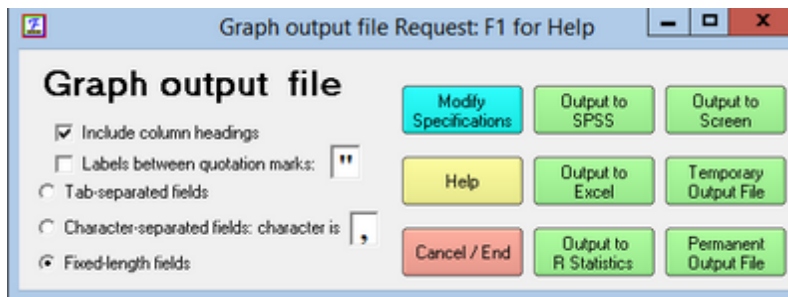 Graph output file Request: F1 for Help
Graph output file
Include column headings
Labels between quotation marks: "
Tab-separated fields
Character-separated fields: character is ,
Fixed-length fields
Modify
Specifications
Output to
SPSS
Output to
Screen
Help
Output to
Excel
Temporary
Output File
Cancel / End
Output to
R Statistics
Permanent
Output File